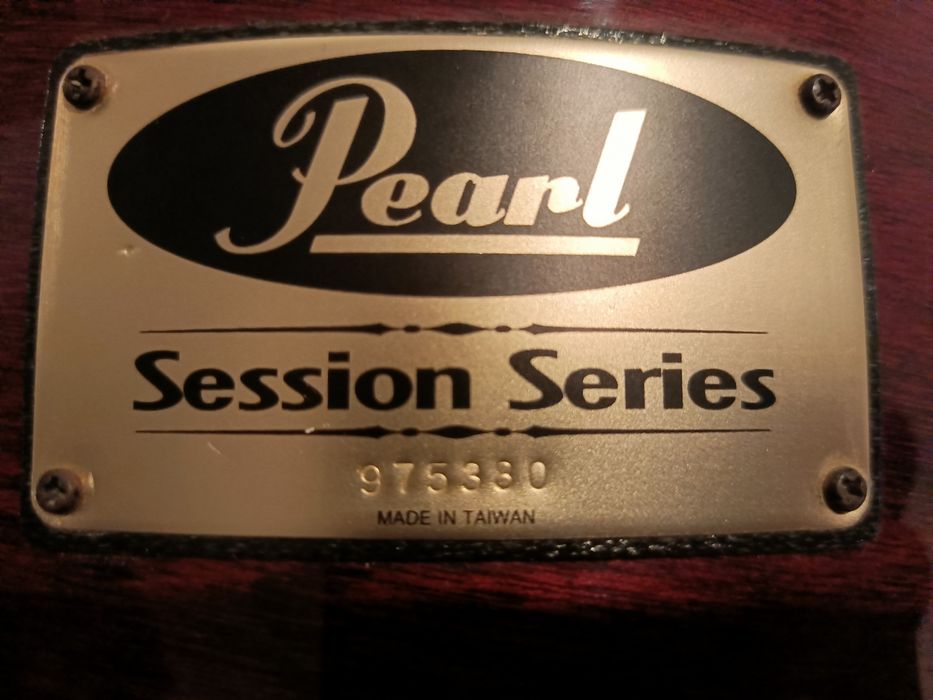 Pearl
Session Series
975380
MADE IN TAIWAN